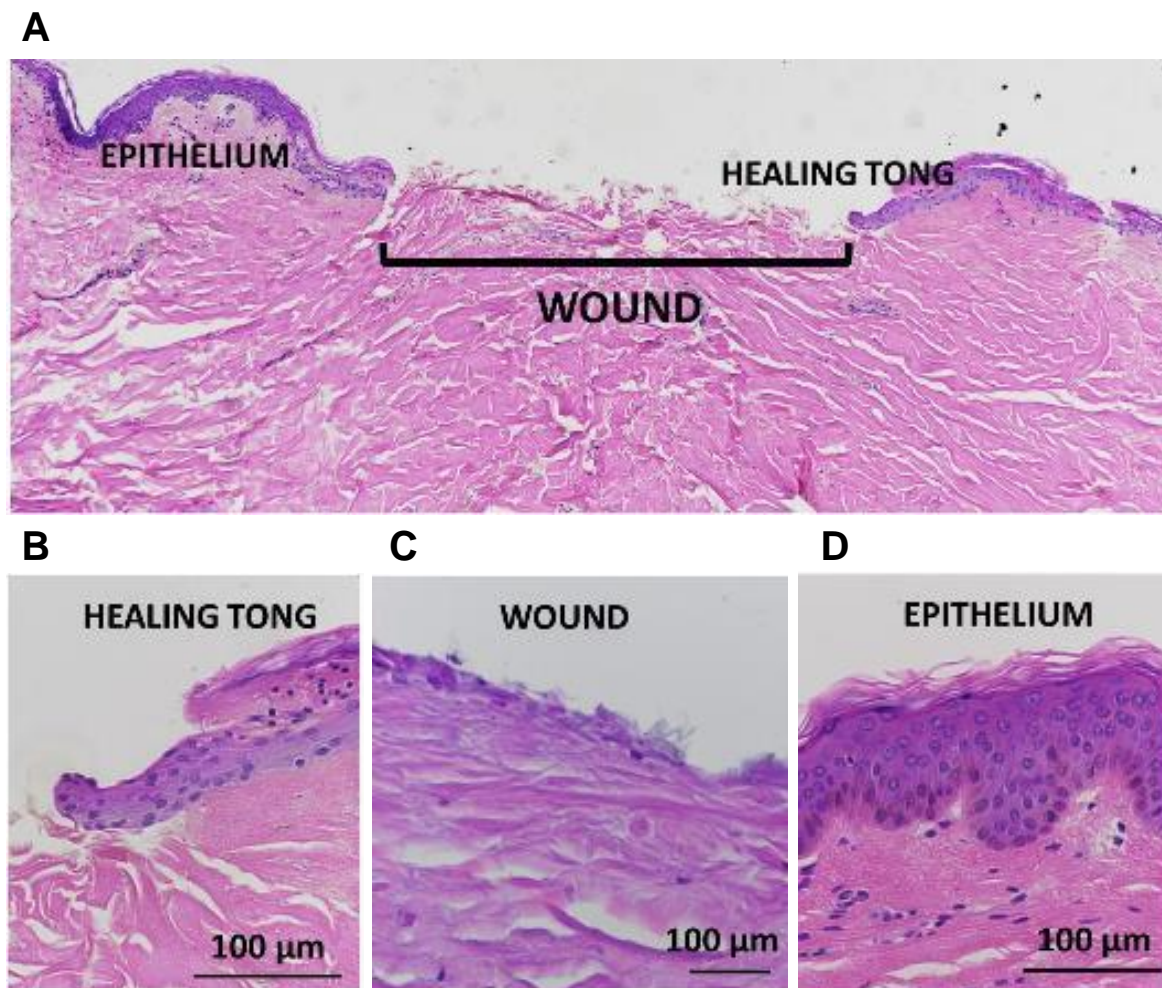 A
EPITHELIUM
HEALING TONG
WOUND
B
C
D
HEALING TONG
WOUND
EPITHELIUM
100 µm
100 µm
100 µm